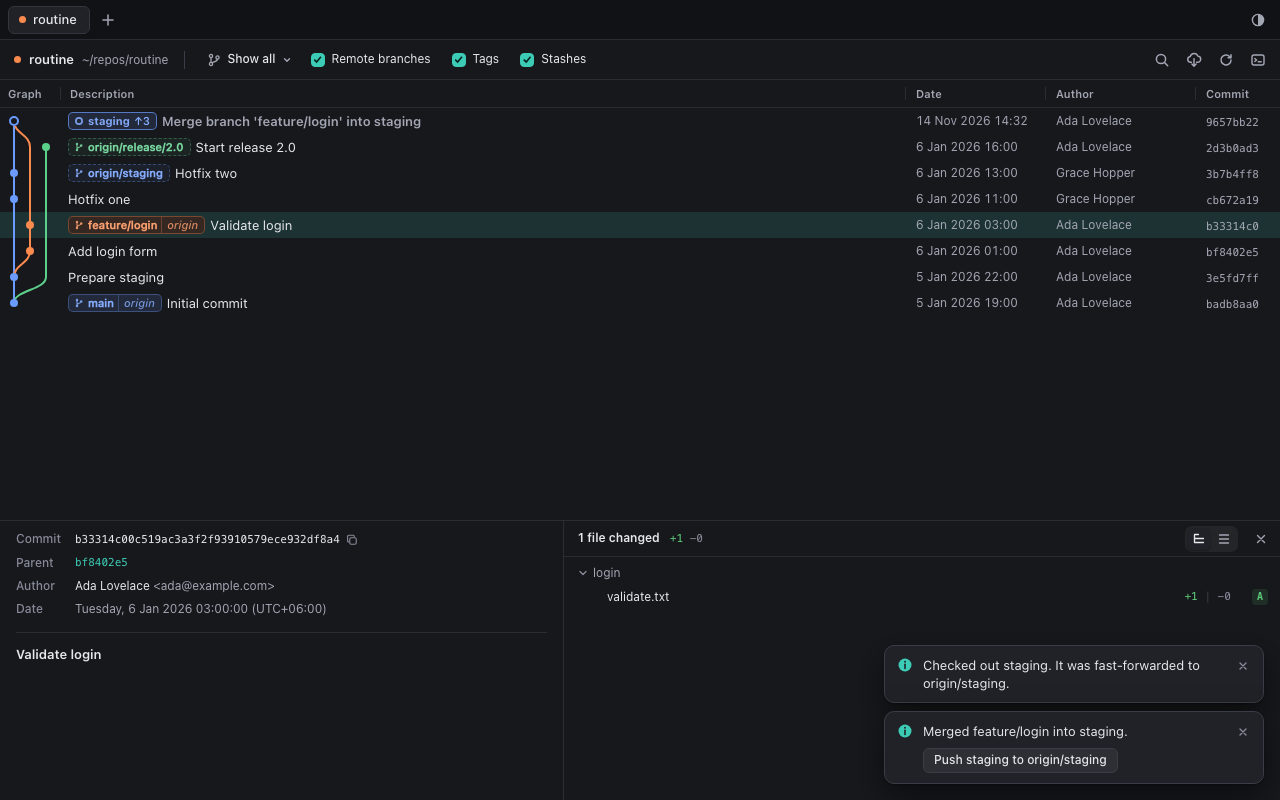 routine
routine ~/repos/routine Show all Remote branches Tags Stashes
Graph Description Date Author Commit
staging ↑3 Merge branch 'feature/login' into staging 14 Nov 2026 14:32 Ada Lovelace 9657bb22
origin/release/2.0 Start release 2.0 6 Jan 2026 16:00 Ada Lovelace 2d3b0ad3
origin/staging Hotfix two 6 Jan 2026 13:00 Grace Hopper 3b7b4ff8
Hotfix one 6 Jan 2026 11:00 Grace Hopper cb672a19
feature/login origin Validate login 6 Jan 2026 03:00 Ada Lovelace b33314c0
Add login form 6 Jan 2026 01:00 Ada Lovelace bf8402e5
Prepare staging 5 Jan 2026 22:00 Ada Lovelace 3e5fd7ff
main origin Initial commit 5 Jan 2026 19:00 Ada Lovelace badb8aa0
Commit b33314c00c519ac3a3f2f93910579ece932df8a4
Parent bf8402e5
Author Ada Lovelace <ada@example.com>
Date Tuesday, 6 Jan 2026 03:00:00 (UTC+06:00)
Validate login
1 file changed +1 −0
login
validate.txt +1 | −0 A
Checked out staging. It was fast-forwarded to
origin/staging.
Merged feature/login into staging.
Push staging to origin/staging